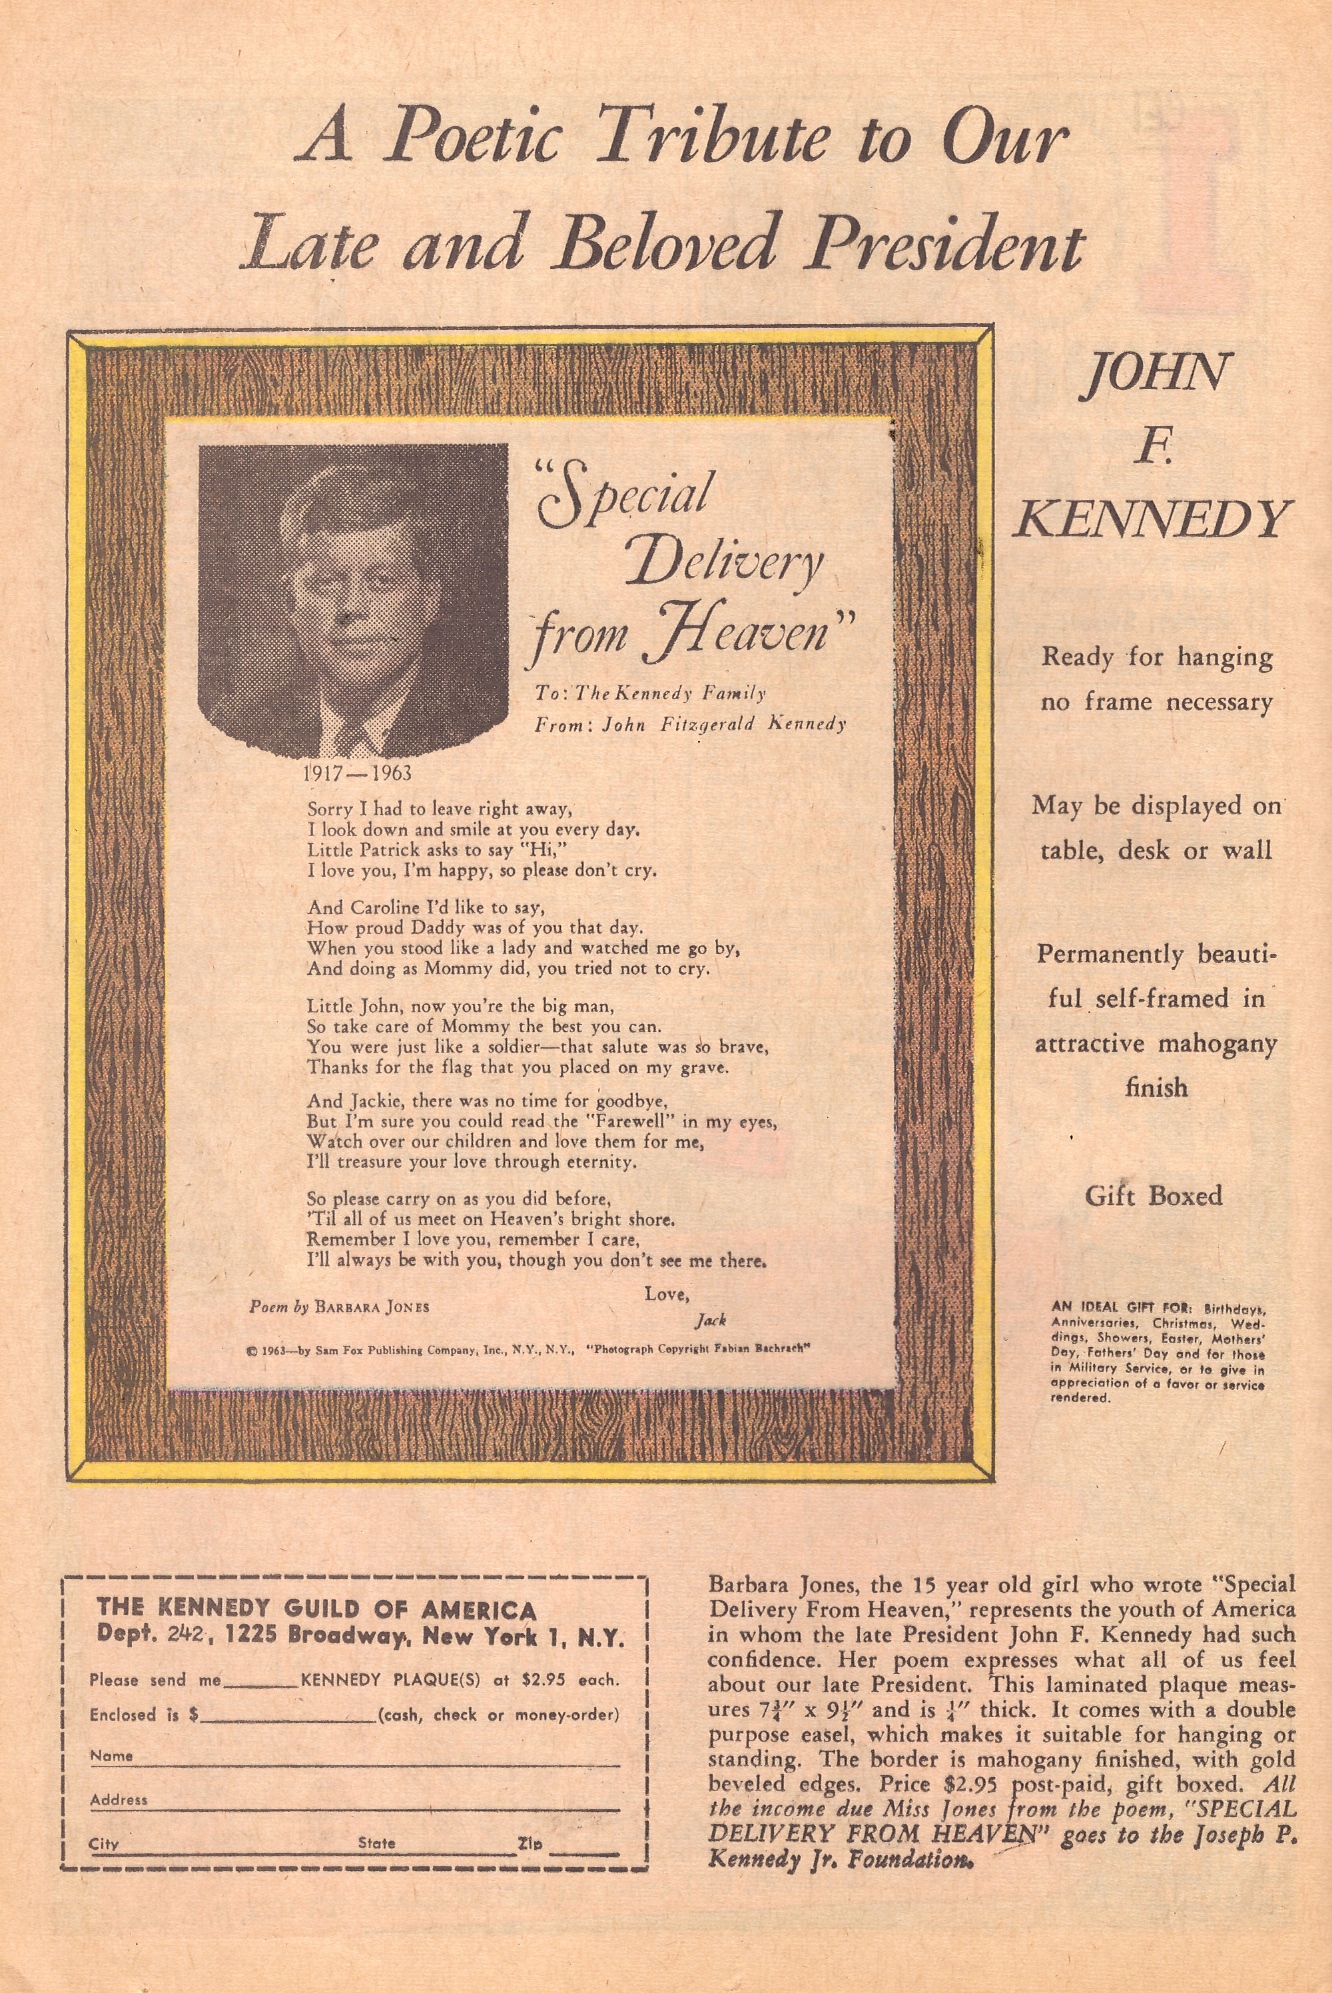 A Poetic Tribute to Our
Late and Beloved President
JOHN
F.
KENNEDY
"Special
Delivery
from Heaven"
To: The Kennedy Family
From: John Fitzgerald Kennedy
1917—1963
Sorry I had to leave right away,
I look down and smile at you every day.
Little Patrick asks to say "Hi,"
I love you, I'm happy, so please don't cry.
And Caroline I'd like to say,
How proud Daddy was of you that day.
When you stood like a lady and watched me go by,
And doing as Mommy did, you tried not to cry.
Little John, now you're the big man,
So take care of Mommy the best you can.
You were just like a soldier—that salute was so brave,
Thanks for the flag that you placed on my grave.
And Jackie, there was no time for goodbye,
But I'm sure you could read the "Farewell" in my eyes,
Watch over our children and love them for me,
I'll treasure your love through eternity.
So please carry on as you did before,
'Til all of us meet on Heaven's bright shore.
Remember I love you, remember I care,
I'll always be with you, though you don't see me there.
Love,
Jack
Poem by BARBARA JONES
© 1963—by Sam Fox Publishing Company, Inc., N.Y., N.Y., "Photograph Copyright Fabian Bachrach"
Ready for hanging
no frame necessary
May be displayed on
table, desk or wall
Permanently beauti-
ful self-framed in
attractive mahogany
finish
Gift Boxed
AN IDEAL GIFT FOR: Birthdays,
Anniversaries, Christmas, Wed-
dings, Showers, Easter, Mothers'
Day, Fathers' Day and for those
in Military Service, or to give in
appreciation of a favor or service
rendered.
THE KENNEDY GUILD OF AMERICA
Dept. 242, 1225 Broadway, New York 1, N.Y.
Please send me_______KENNEDY PLAQUE(S) at $2.95 each.
Enclosed is $_______________(cash, check or money-order)
Name
Address
City State Zip
Barbara Jones, the 15 year old girl who wrote "Special
Delivery From Heaven," represents the youth of America
in whom the late President John F. Kennedy had such
confidence. Her poem expresses what all of us feel
about our late President. This laminated plaque meas-
ures 7¾" x 9½" and is ¼" thick. It comes with a double
purpose easel, which makes it suitable for hanging or
standing. The border is mahogany finished, with gold
beveled edges. Price $2.95 post-paid, gift boxed. All
the income due Miss Jones from the poem, "SPECIAL
DELIVERY FROM HEAVEN" goes to the Joseph P.
Kennedy Jr. Foundation.